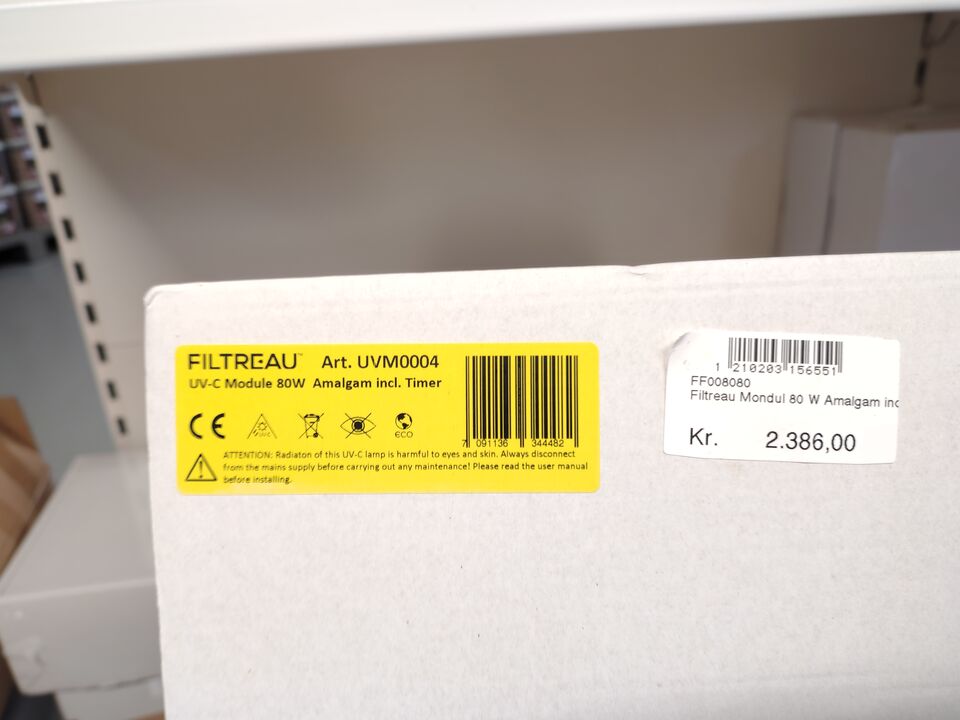 FILTREAU™ Art. UVM0004
UV-C Module 80W Amalgam incl. Timer
CE
ECO
7 091136 344482
ATTENTION: Radiaton of this UV-C lamp is harmful to eyes and skin. Always disconnect
from the mains supply before carrying out any maintenance! Please read the user manual
before installing.
1 210203 156551
FF008080
Filtreau Mondul 80 W Amalgam inc
Kr. 2.386,00